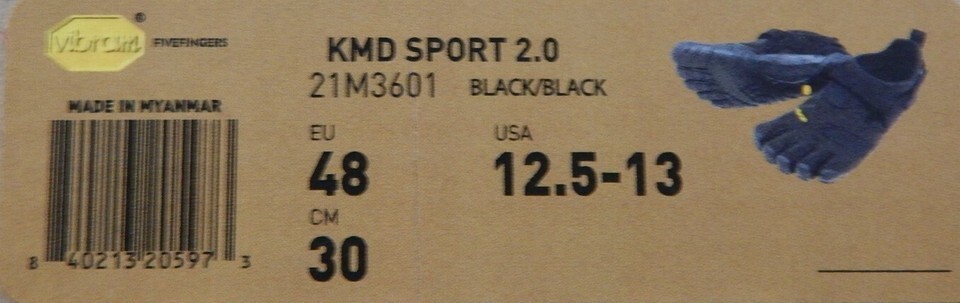 vibram® FIVEFINGERS
KMD SPORT 2.0
21M3601 BLACK/BLACK
MADE IN MYANMAR
EU USA
48 12.5-13
CM
30
8 40213 20597 3